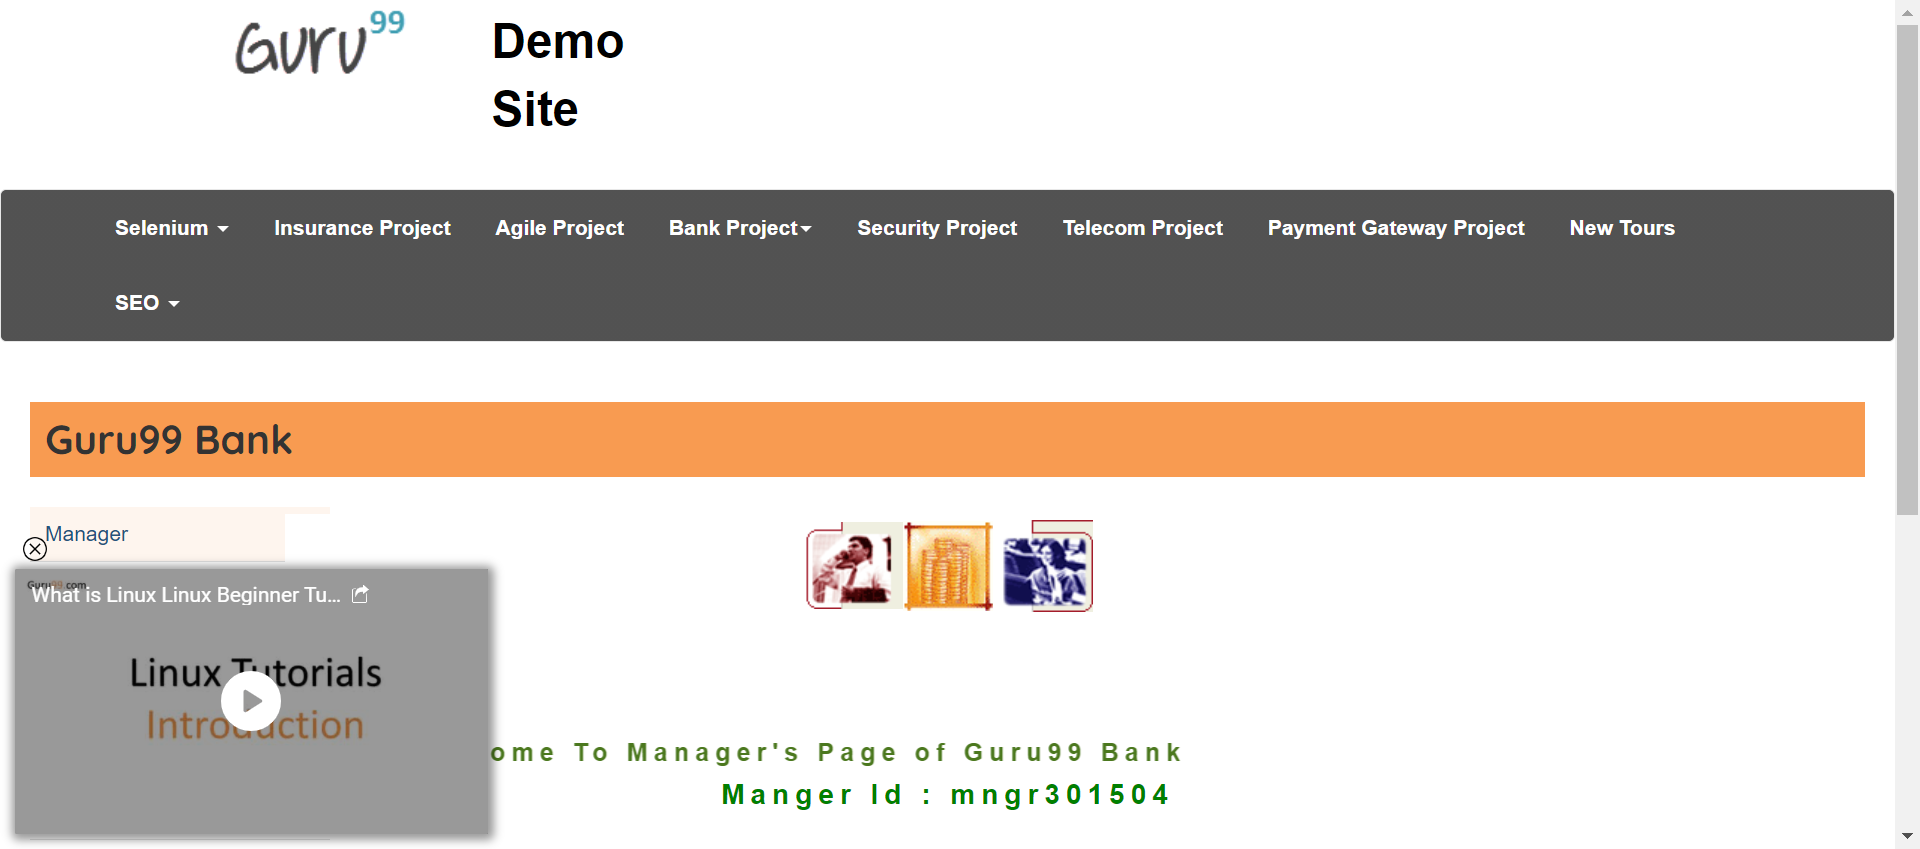 Guru99
Demo
Site
Selenium
Insurance Project
Agile Project
Bank Project
Security Project
Telecom Project
Payment Gateway Project
New Tours
SEO
Guru99 Bank
Manager
Guru99.com
What is Linux Linux Beginner Tu...
Linux Tutorials
Introduction
ome To Manager's Page of Guru99 Bank
Manger Id : mngr301504